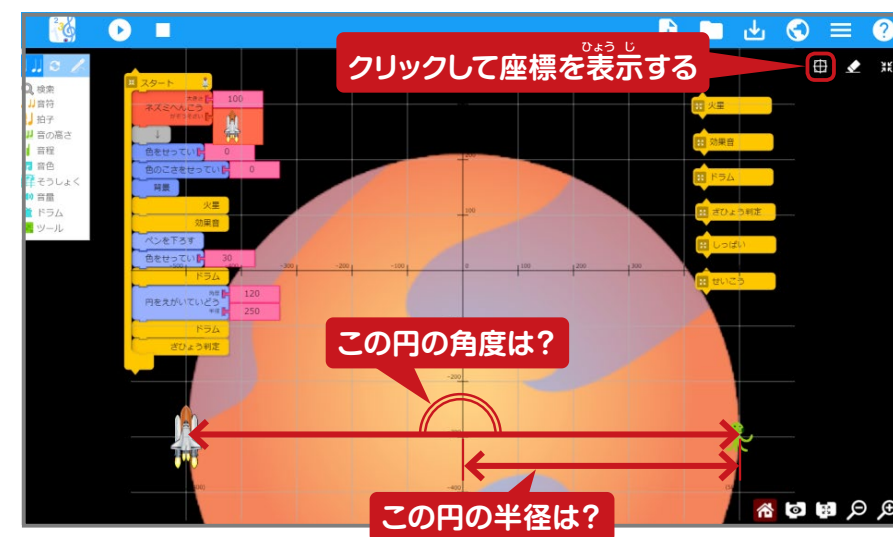 クリックして座標を表示する
ひょうじ
検索
音符
拍子
音の高さ
音程
音色
そうしょく
音量
ドラム
ツール
スタート
ネズミへんこう
100
色をせってい 0
色のこさをせってい 0
背景
火星
効果音
ペンを下ろす
色をせってい 30
ドラム
円をえがいていどう
角度 120
半径 250
ドラム
ざひょう判定
火星
効果音
ドラム
ざひょう判定
しっぱい
せいこう
-300
-200
-100
0
100
200
300
100
-200
-400
この円の角度は?
この円の半径は?